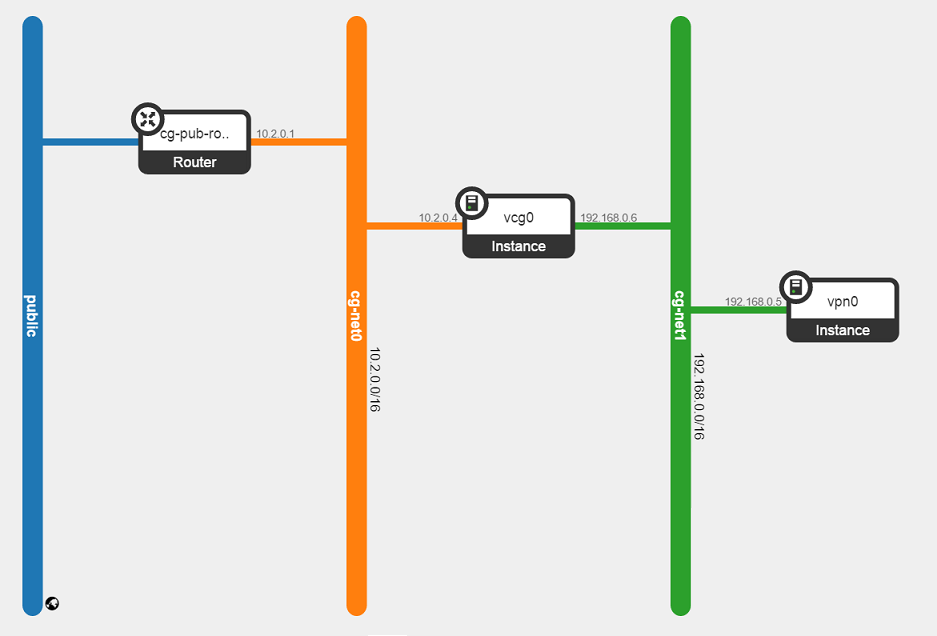 public
cg-pub-ro..
Router
10.2.0.1
cg-net0
10.2.0.0/16
10.2.0.4
vcg0
Instance
192.168.0.6
cg-net1
192.168.0.0/16
192.168.0.5
vpn0
Instance